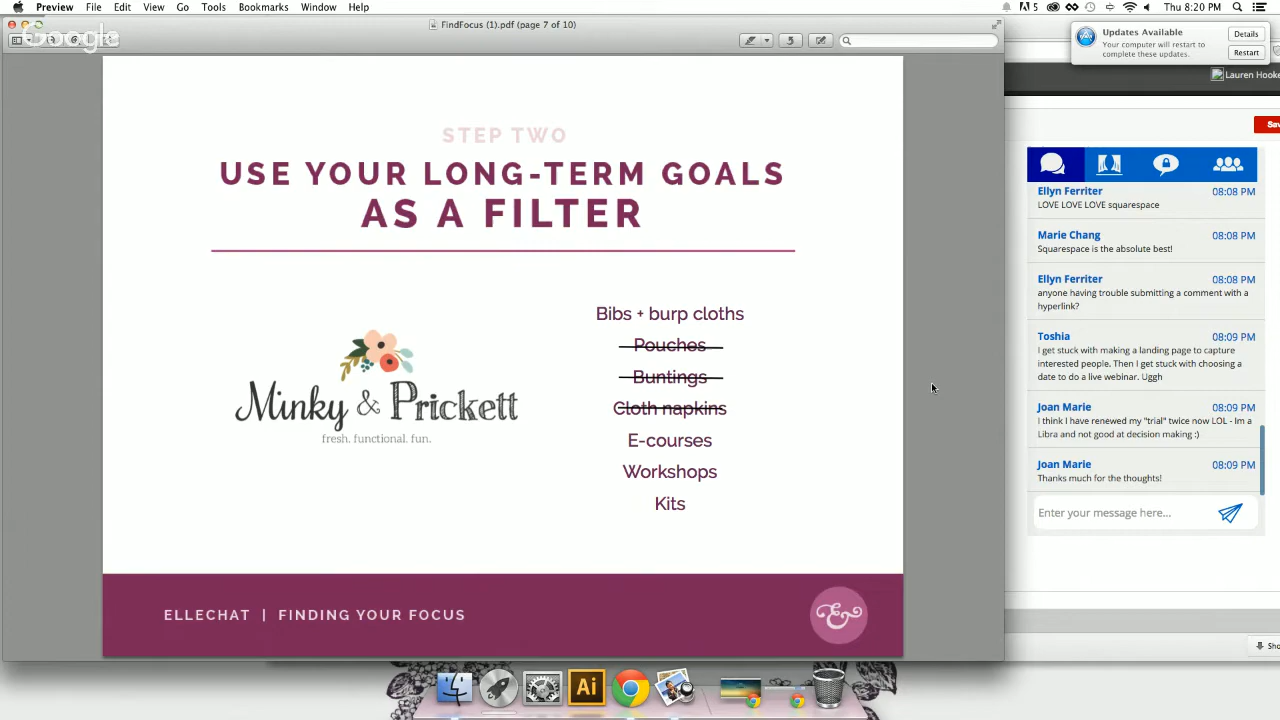 Preview File Edit View Go Tools Bookmarks Window Help
5
Thu 8:20 PM
FindFocus (1).pdf (page 7 of 10)
Google
Updates Available
Your computer will restart to
complete these updates.
Details
Restart
Lauren Hooke
Sav
STEP TWO
USE YOUR LONG-TERM GOALS
AS A FILTER
Minky & Prickett
fresh. functional. fun.
Bibs + burp cloths
Pouches
Buntings
Cloth napkins
E-courses
Workshops
Kits
ELLECHAT | FINDING YOUR FOCUS
E
Ellyn Ferriter 08:08 PM
LOVE LOVE LOVE squarespace
Marie Chang 08:08 PM
Squarespace is the absolute best!
Ellyn Ferriter 08:08 PM
anyone having trouble submitting a comment with a
hyperlink?
Toshia 08:09 PM
I get stuck with making a landing page to capture
interested people. Then I get stuck with choosing a
date to do a live webinar. Uggh
Joan Marie 08:09 PM
I think I have renewed my "trial" twice now LOL - Im a
Libra and not good at decision making :)
Joan Marie 08:09 PM
Thanks much for the thoughts!
Enter your message here...
Sho
Ai